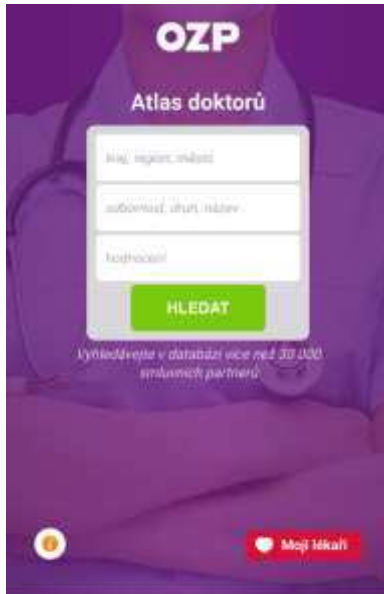 OZP
Atlas doktorů
kraj, region, město
odbornost, druh, název
hodnocení
HLEDAT
Vyhledávejte v databázi více než 30 000
smluvních partnerů
Moji lékaři